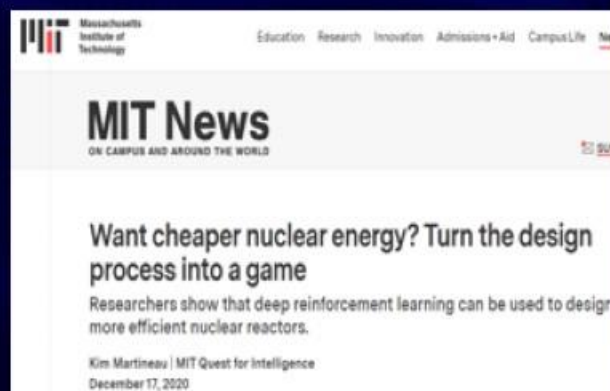 Massachusetts
Institute of
Technology
Education Research Innovation Admissions + Aid Campus Life
MIT News
ON CAMPUS AND AROUND THE WORLD
Want cheaper nuclear energy? Turn the design
process into a game
Researchers show that deep reinforcement learning can be used to design
more efficient nuclear reactors.
Kim Martineau | MIT Quest for Intelligence
December 17, 2020